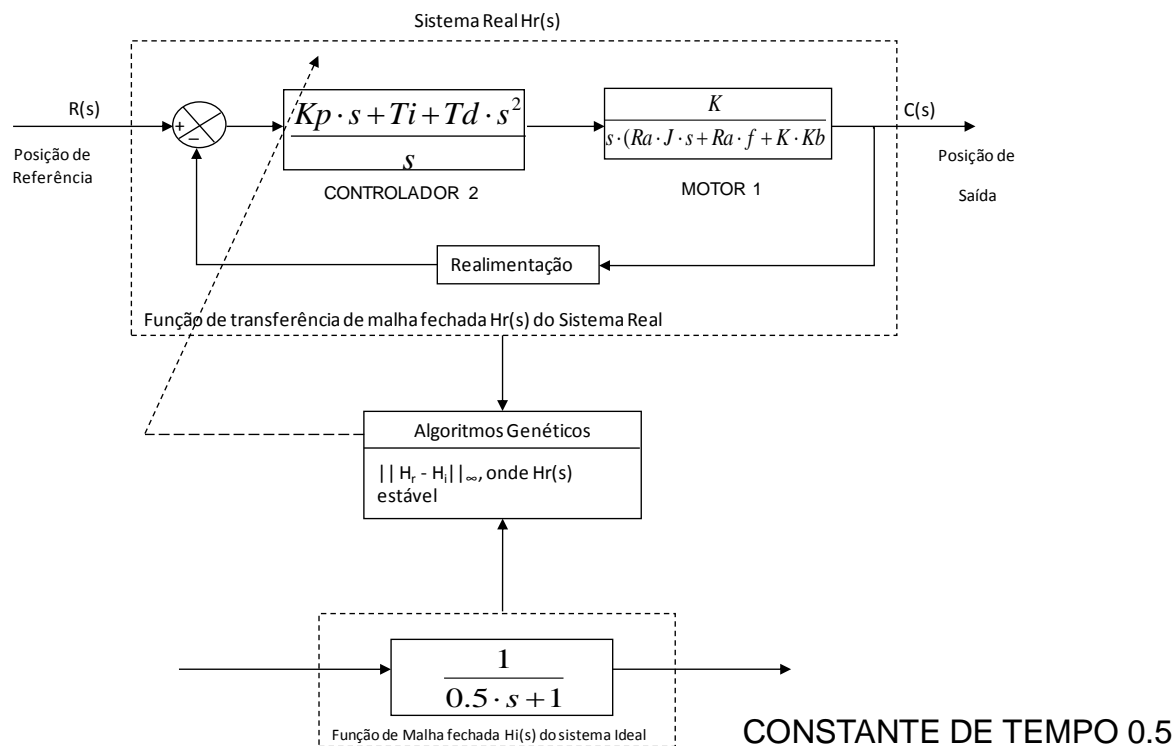 Sistema Real Hr(s)
R(s)
Posição de
Referência
+
−
Kp · s + Ti + Td · s²
s
CONTROLADOR 2
K
s · (Ra · J · s + Ra · f + K · Kb
MOTOR 1
C(s)
Posição de
Saída
Realimentação
Função de transferência de malha fechada Hr(s) do Sistema Real
Algoritmos Genéticos
|| Hᵣ - Hᵢ||∞, onde Hr(s)
estável
1
0.5 · s + 1
Função de Malha fechada Hi(s) do sistema Ideal
CONSTANTE DE TEMPO 0.5